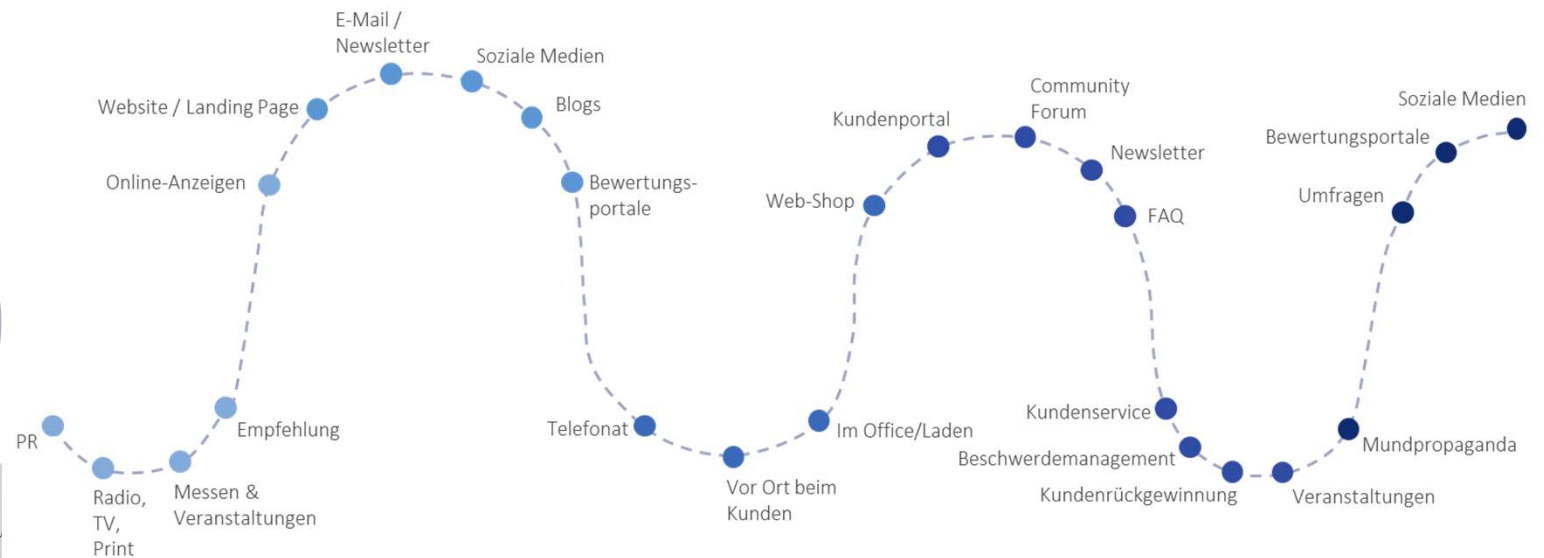 PR
Radio,
TV,
Print
Messen &
Veranstaltungen
Empfehlung
Online-Anzeigen
Website / Landing Page
E-Mail /
Newsletter
Soziale Medien
Blogs
Bewertungs-
portale
Telefonat
Vor Ort beim
Kunden
Im Office/Laden
Web-Shop
Kundenportal
Community
Forum
Newsletter
FAQ
Kundenservice
Beschwerdemanagement
Kundenrückgewinnung
Veranstaltungen
Mundpropaganda
Umfragen
Bewertungsportale
Soziale Medien